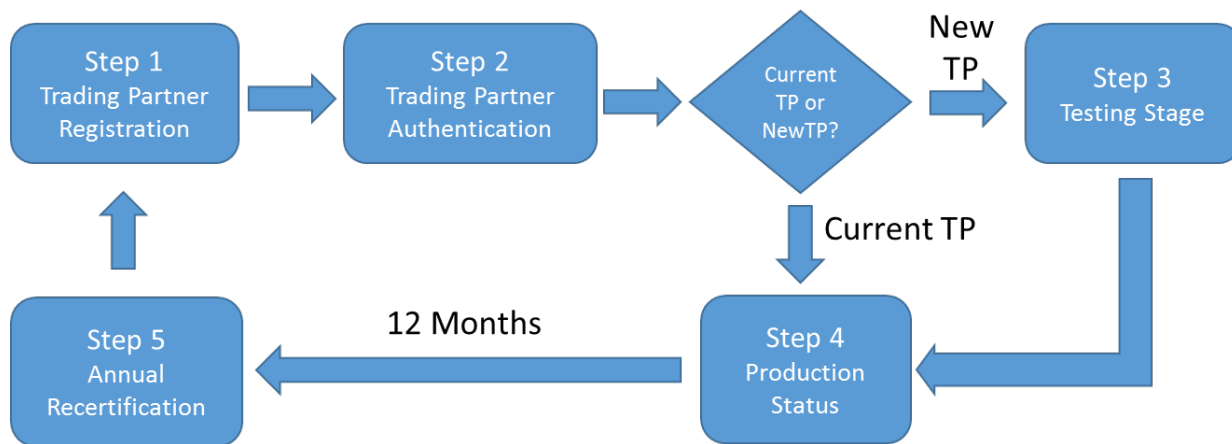 Step 1
Trading Partner
Registration
Step 2
Trading Partner
Authentication
Current
TP or
NewTP?
New
TP
Step 3
Testing Stage
Current TP
Step 4
Production
Status
12 Months
Step 5
Annual
Recertification